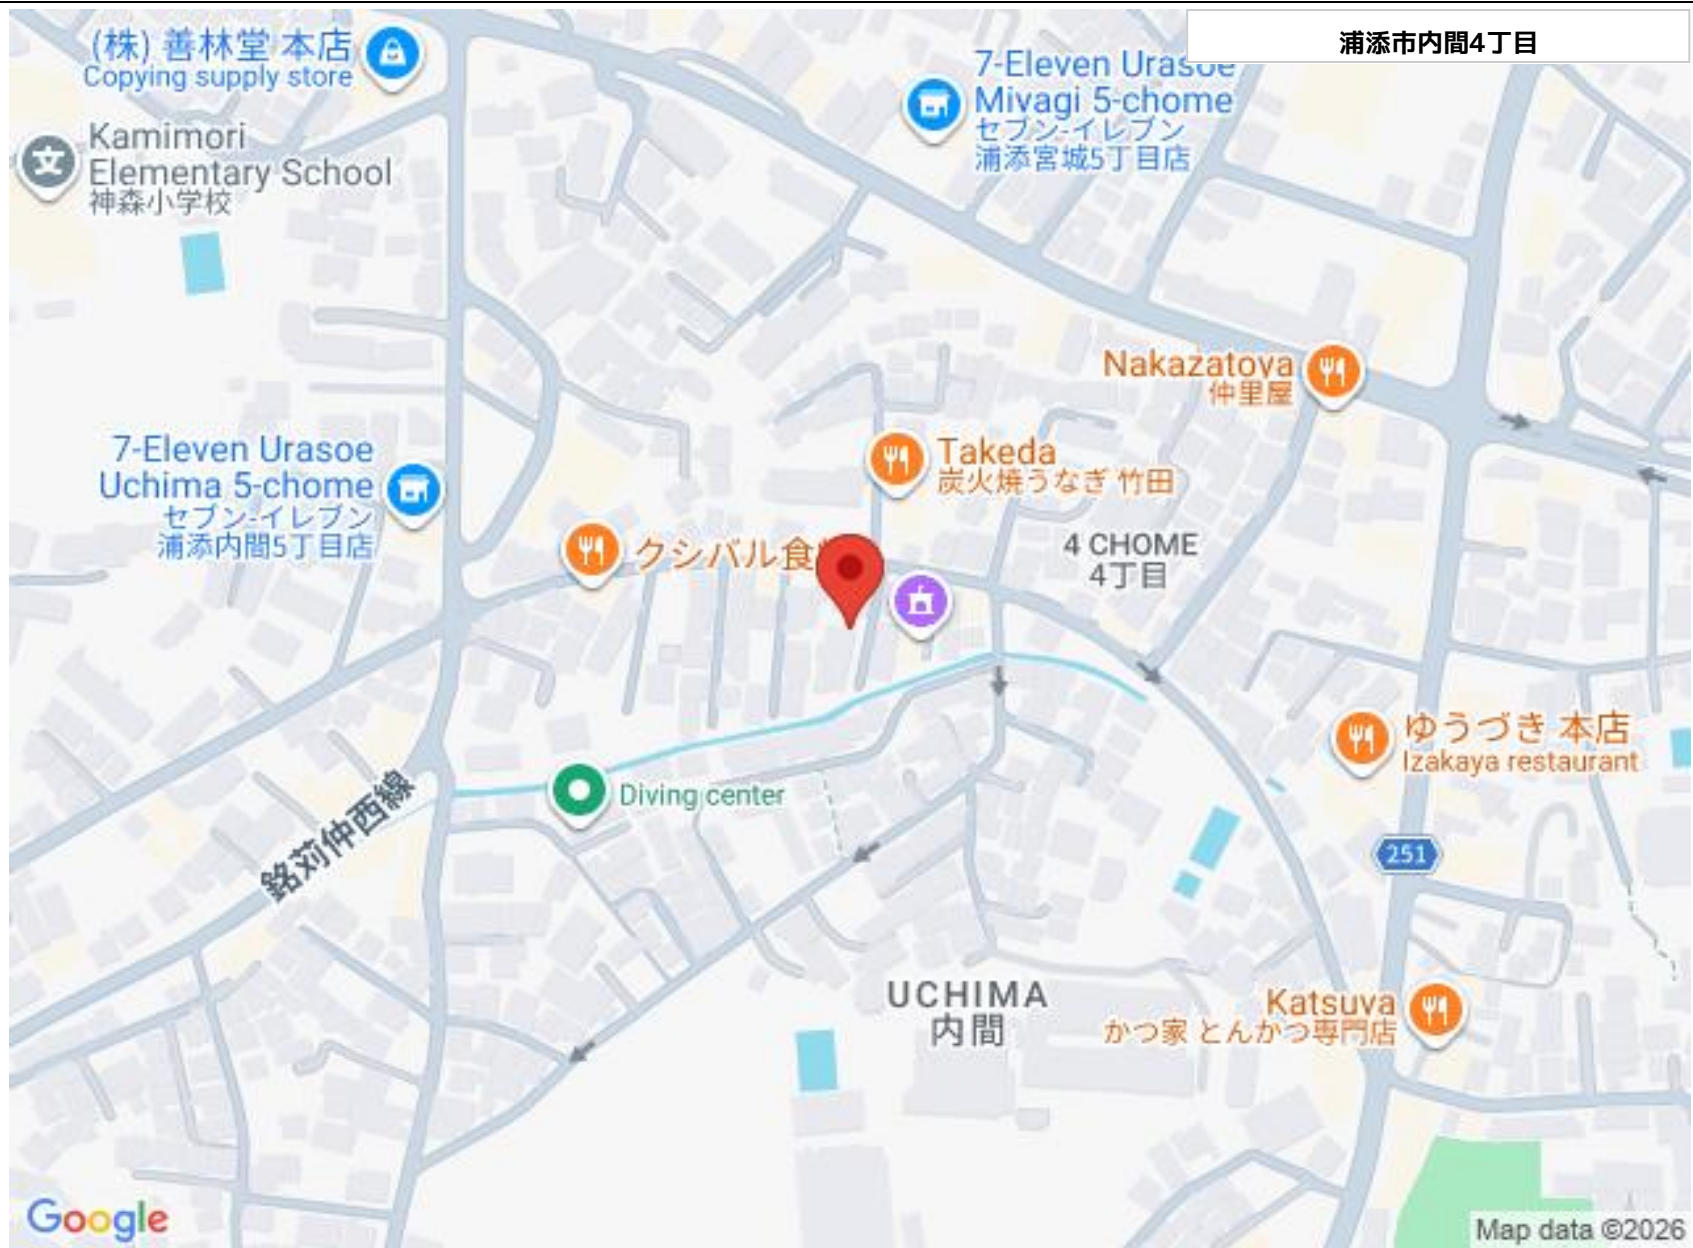 浦添市内間4丁目
(株) 善林堂 本店
Copying supply store
7-Eleven Urasoe
Miyagi 5-chome
セブン-イレブン
浦添宮城5丁目店
Kamimori
Elementary School
神森小学校
Nakazatoya
仲里屋
7-Eleven Urasoe
Uchima 5-chome
セブン-イレブン
浦添内間5丁目店
Takeda
炭火焼うなぎ 竹田
クシバル食
4 CHOME
4丁目
ゆうづき 本店
Izakaya restaurant
Diving center
銘苅仲西線
251
UCHIMA
内間
Katsuya
かつ家 とんかつ専門店
Google
Map data ©2026